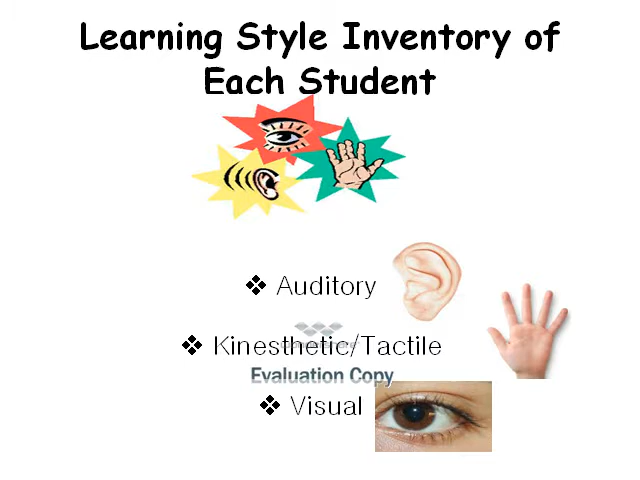 Learning Style Inventory of
Each Student
❖ Auditory
❖ Kinesthetic/Tactile
Evaluation Copy
❖ Visual